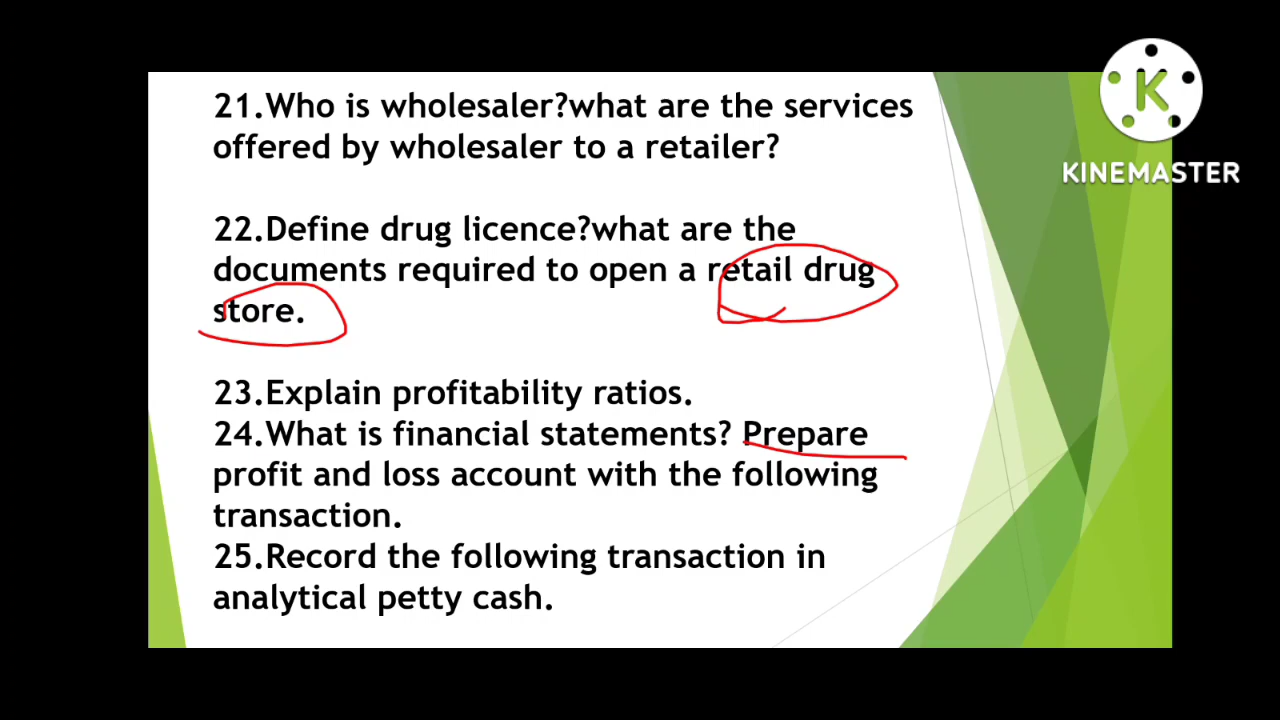 21.Who is wholesaler?what are the services
offered by wholesaler to a retailer?
22.Define drug licence?what are the
documents required to open a retail drug
store.
23.Explain profitability ratios.
24.What is financial statements? Prepare
profit and loss account with the following
transaction.
25.Record the following transaction in
analytical petty cash.
K
KINEMASTER